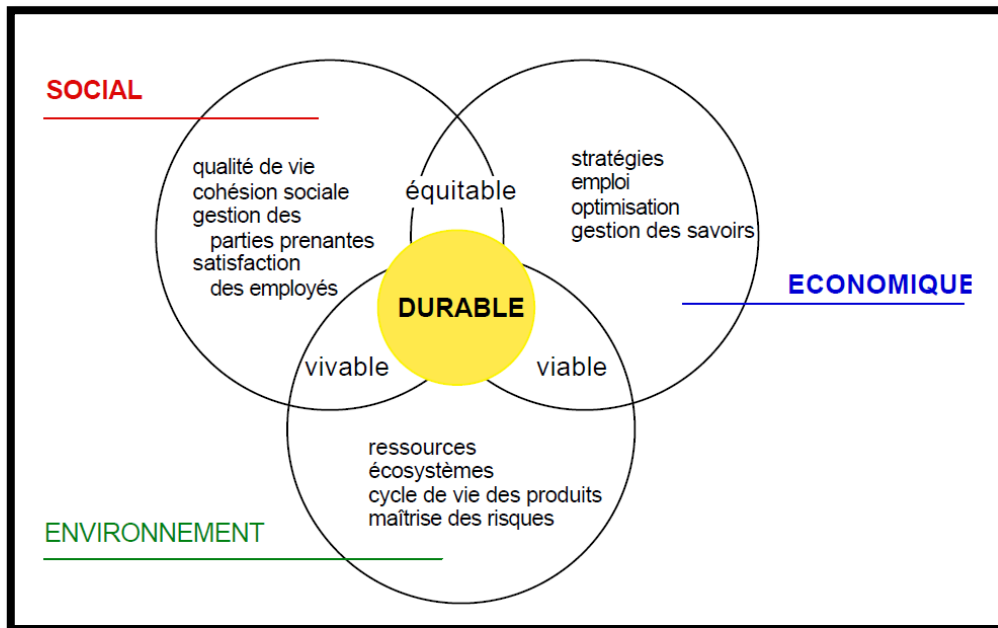 SOCIAL
qualité de vie
cohésion sociale
gestion des
parties prenantes
satisfaction
des employés
équitable
stratégies
emploi
optimisation
gestion des savoirs
ECONOMIQUE
DURABLE
vivable
viable
ressources
écosystèmes
cycle de vie des produits
maîtrise des risques
ENVIRONNEMENT